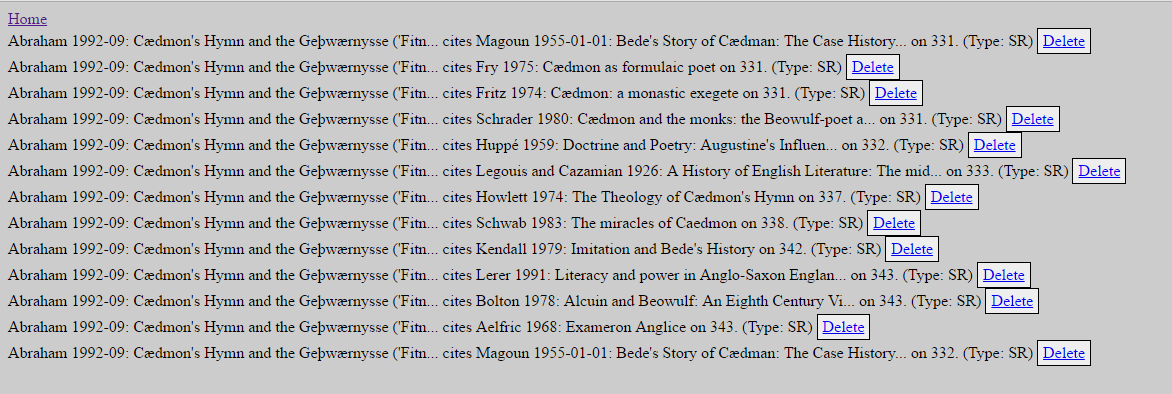 Home
Abraham 1992-09: Cædmon's Hymn and the Geþwærnysse ('Fitn... cites Magoun 1955-01-01: Bede's Story of Cædman: The Case History... on 331. (Type: SR) Delete
Abraham 1992-09: Cædmon's Hymn and the Geþwærnysse ('Fitn... cites Fry 1975: Cædmon as formulaic poet on 331. (Type: SR) Delete
Abraham 1992-09: Cædmon's Hymn and the Geþwærnysse ('Fitn... cites Fritz 1974: Cædmon: a monastic exegete on 331. (Type: SR) Delete
Abraham 1992-09: Cædmon's Hymn and the Geþwærnysse ('Fitn... cites Schrader 1980: Cædmon and the monks: the Beowulf-poet a... on 331. (Type: SR) Delete
Abraham 1992-09: Cædmon's Hymn and the Geþwærnysse ('Fitn... cites Huppé 1959: Doctrine and Poetry: Augustine's Influen... on 332. (Type: SR) Delete
Abraham 1992-09: Cædmon's Hymn and the Geþwærnysse ('Fitn... cites Legouis and Cazamian 1926: A History of English Literature: The mid... on 333. (Type: SR) Delete
Abraham 1992-09: Cædmon's Hymn and the Geþwærnysse ('Fitn... cites Howlett 1974: The Theology of Cædmon's Hymn on 337. (Type: SR) Delete
Abraham 1992-09: Cædmon's Hymn and the Geþwærnysse ('Fitn... cites Schwab 1983: The miracles of Caedmon on 338. (Type: SR) Delete
Abraham 1992-09: Cædmon's Hymn and the Geþwærnysse ('Fitn... cites Kendall 1979: Imitation and Bede's History on 342. (Type: SR) Delete
Abraham 1992-09: Cædmon's Hymn and the Geþwærnysse ('Fitn... cites Lerer 1991: Literacy and power in Anglo-Saxon Englan... on 343. (Type: SR) Delete
Abraham 1992-09: Cædmon's Hymn and the Geþwærnysse ('Fitn... cites Bolton 1978: Alcuin and Beowulf: An Eighth Century Vi... on 343. (Type: SR) Delete
Abraham 1992-09: Cædmon's Hymn and the Geþwærnysse ('Fitn... cites Aelfric 1968: Exameron Anglice on 343. (Type: SR) Delete
Abraham 1992-09: Cædmon's Hymn and the Geþwærnysse ('Fitn... cites Magoun 1955-01-01: Bede's Story of Cædman: The Case History... on 332. (Type: SR) Delete